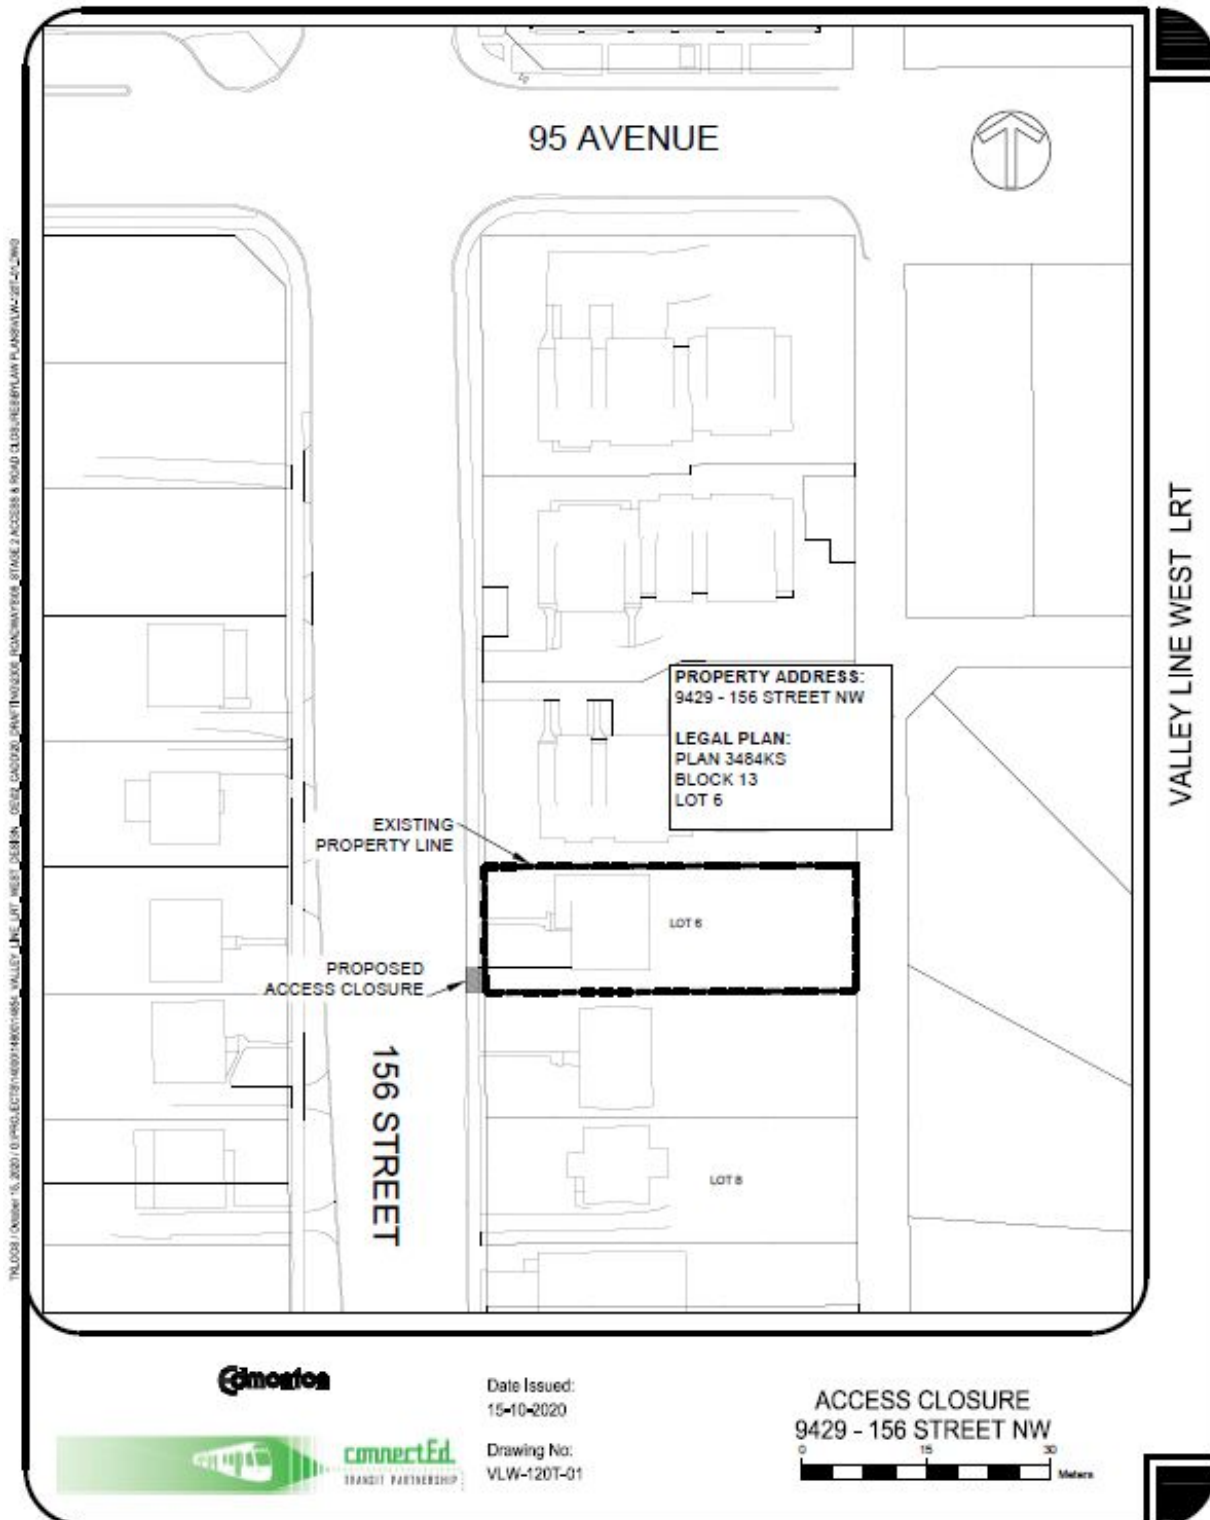 95 AVENUE
PROPERTY ADDRESS:
9429 - 156 STREET NW
LEGAL PLAN:
PLAN 3484KS
BLOCK 13
LOT 6
EXISTING
PROPERTY LINE
LOT 6
PROPOSED
ACCESS CLOSURE
156 STREET
LOT 8
VALLEY LINE WEST LRT
Edmonton
connectEd
TRANSIT PARTNERSHIP
Date Issued:
15-10-2020
Drawing No:
VLW-120T-01
ACCESS CLOSURE
9429 - 156 STREET NW
0 15 30
Meters